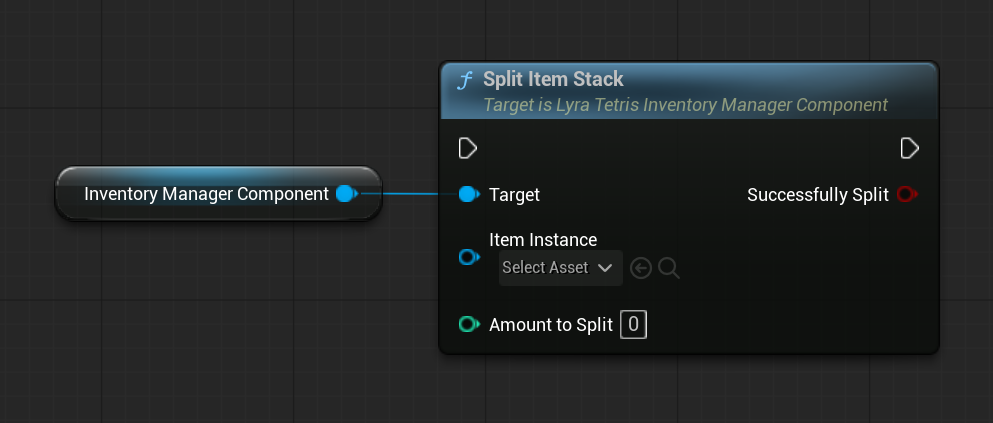 Split Item Stack
Target is Lyra Tetris Inventory Manager Component
Inventory Manager Component
Target
Successfully Split
Item Instance
Select Asset
Amount to Split 0